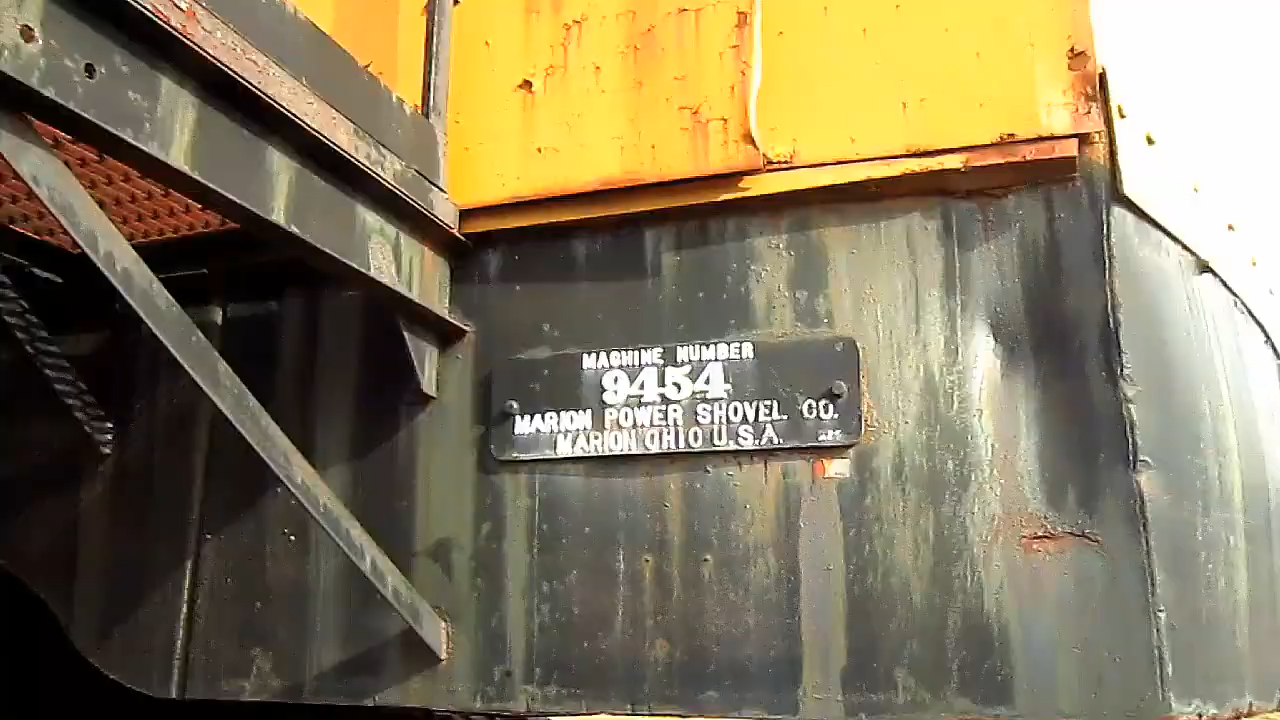 MACHINE NUMBER
9454
MARION POWER SHOVEL CO.
MARION OHIO U.S.A.